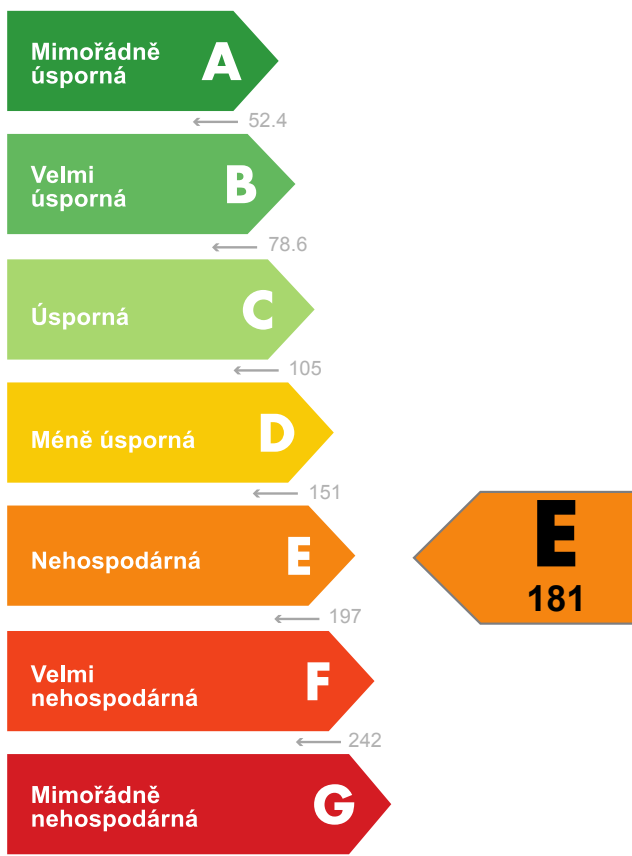 Mimořádně
úsporná
A
52.4
Velmi
úsporná
B
78.6
Úsporná
C
105
Méně úsporná
D
151
Nehospodárná
E
197
E
181
Velmi
nehospodárná
F
242
Mimořádně
nehospodárná
G